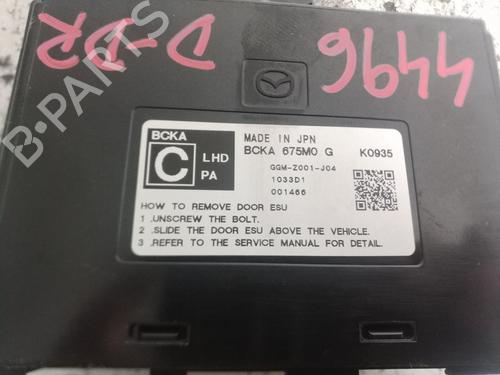 D-DR
4496
B-PARTS
BCKA
C
LHD
PA
MADE IN JPN
BCKA 675M0 G K0935
GGM-Z001-J04
1033D1
001466
HOW TO REMOVE DOOR ESU
1 .UNSCREW THE BOLT.
2 .SLIDE THE DOOR ESU ABOVE THE VEHICLE.
3 .REFER TO THE SERVICE MANUAL FOR DETAIL.